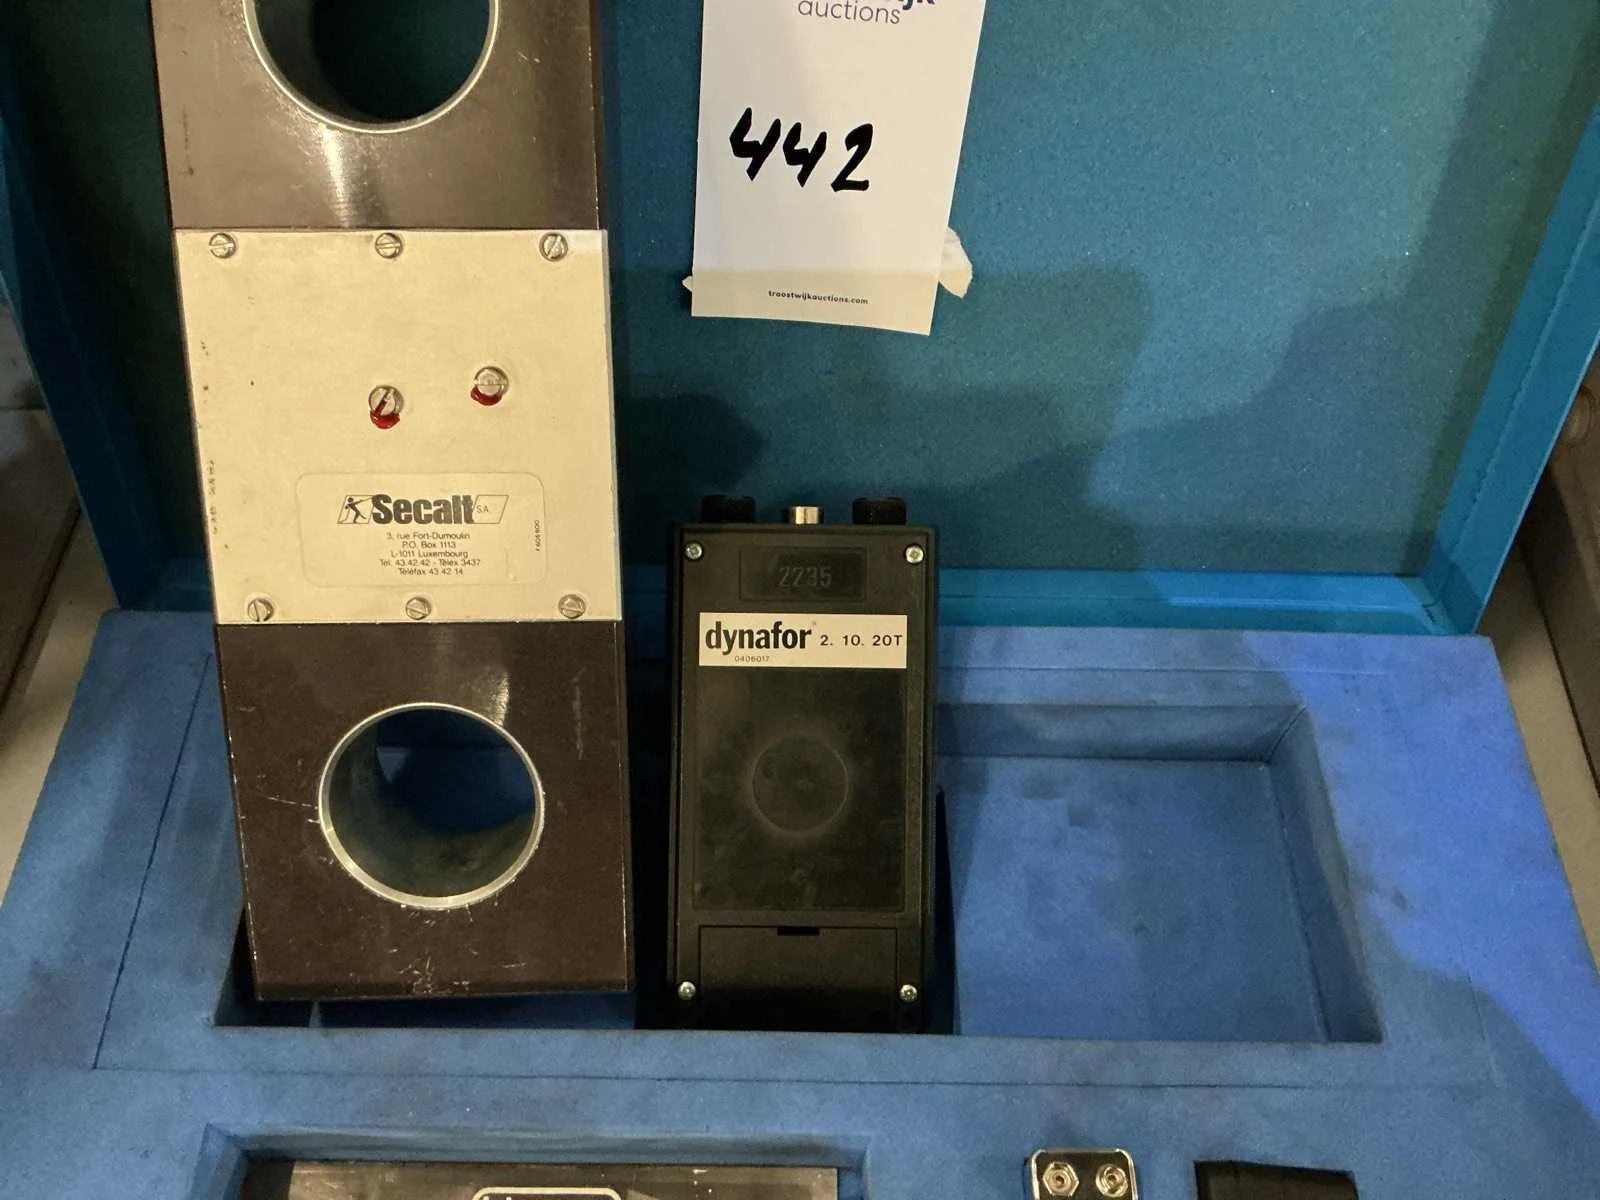 auctions
442
troostwijkauctions.com
Secalt S.A.
3, rue Fort-Dumoulin
P.O. Box 1113
L-1011 Luxembourg
Tél. 43 42 42 - Télex 3437
Téléfax 43 42 14
2235
dynafor® 2. 10. 20T
0406017